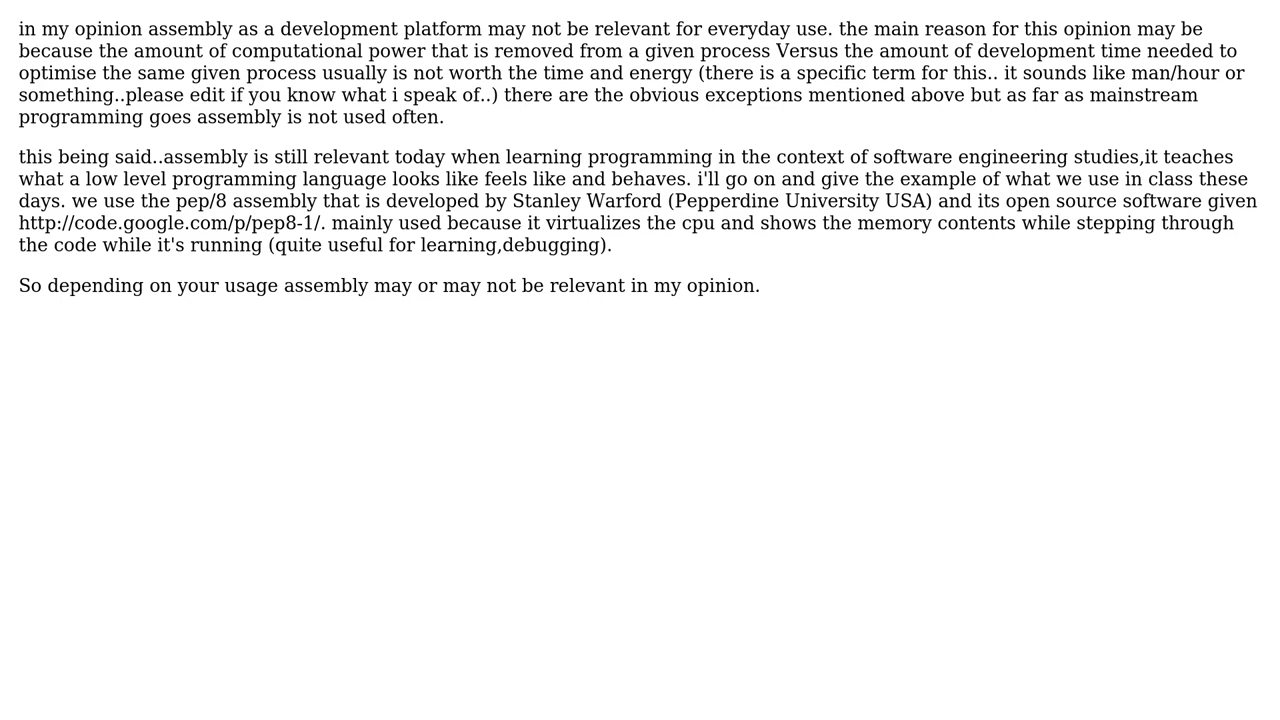 in my opinion assembly as a development platform may not be relevant for everyday use. the main reason for this opinion may be
because the amount of computational power that is removed from a given process Versus the amount of development time needed to
optimise the same given process usually is not worth the time and energy (there is a specific term for this.. it sounds like man/hour or
something..please edit if you know what i speak of..) there are the obvious exceptions mentioned above but as far as mainstream
programming goes assembly is not used often.
this being said..assembly is still relevant today when learning programming in the context of software engineering studies,it teaches
what a low level programming language looks like feels like and behaves. i'll go on and give the example of what we use in class these
days. we use the pep/8 assembly that is developed by Stanley Warford (Pepperdine University USA) and its open source software given
http://code.google.com/p/pep8-1/. mainly used because it virtualizes the cpu and shows the memory contents while stepping through
the code while it's running (quite useful for learning,debugging).
So depending on your usage assembly may or may not be relevant in my opinion.